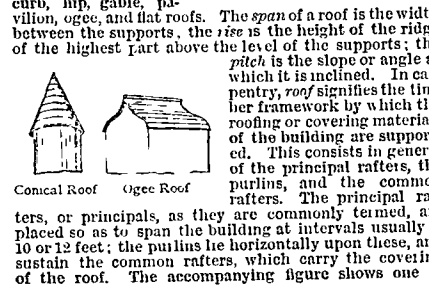 curb, hip, gable, pa-
vilion, ogee, and flat roofs. The span of a roof is the widt
between the supports, the rise is the height of the ridg
of the highest part above the level of the supports; th
pitch is the slope or angle a
which it is inclined. In ca
pentry, roof signifies the tim
ber framework by which th
roofing or covering materia
of the building are suppor
ed. This consists in gener
of the principal rafters, th
purlins, and the commo
rafters. The principal ra
Conical Roof Ogee Roof
ters, or principals, as they are commonly termed, a
placed so as to span the building at intervals usually
10 or 12 feet; the purlins lie horizontally upon these, an
sustain the common rafters, which carry the coverin
of the roof. The accompanying figure shows one